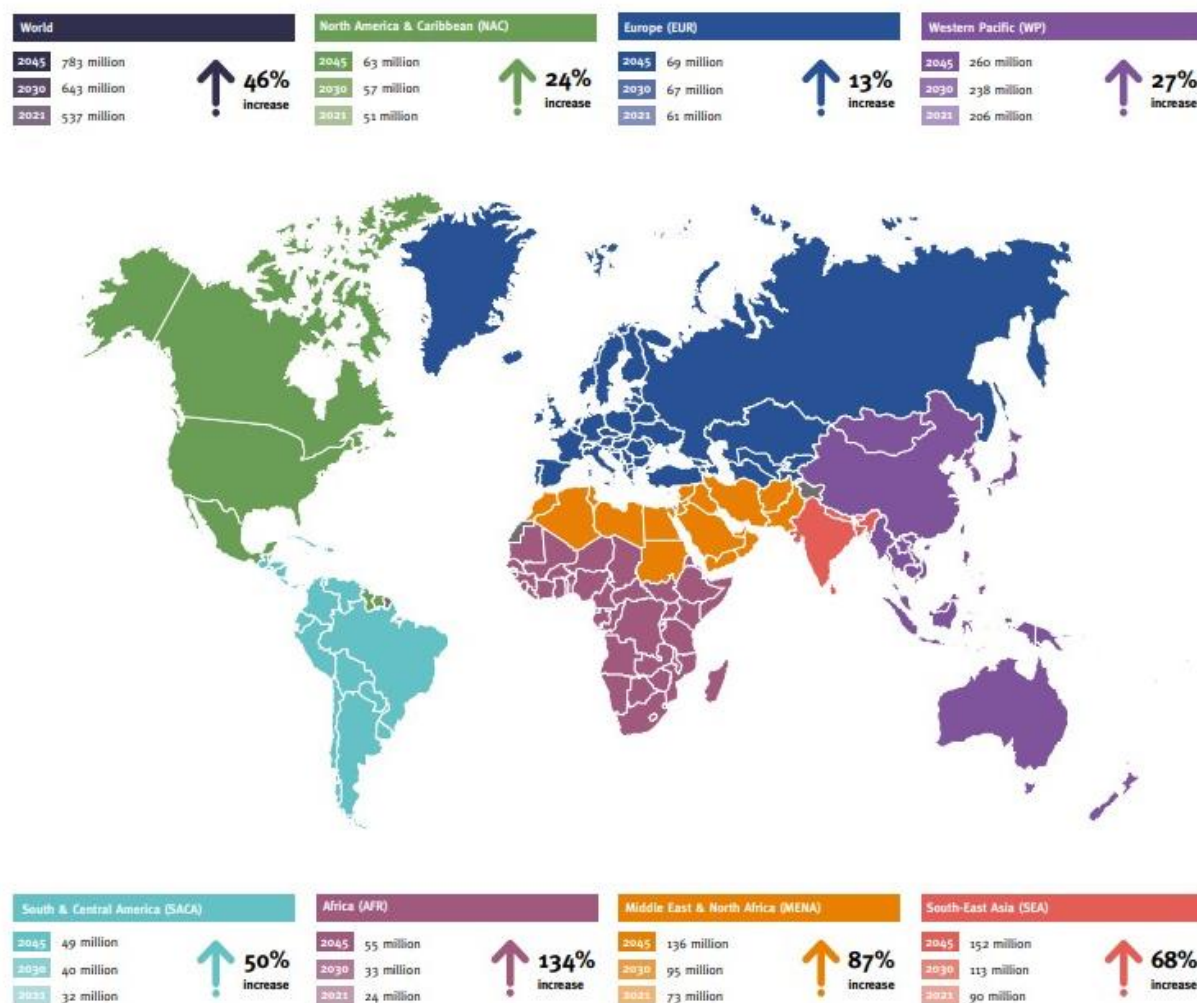 World
2045 783 million
2030 643 million
2021 537 million
46%
increase
North America & Caribbean (NAC)
2045 63 million
2030 57 million
2021 51 million
24%
increase
Europe (EUR)
2045 69 million
2030 67 million
2021 61 million
13%
increase
Western Pacific (WP)
2045 260 million
2030 238 million
2021 206 million
27%
increase
South & Central America (SACA)
2045 49 million
2030 40 million
2021 32 million
50%
increase
Africa (AFR)
2045 55 million
2030 33 million
2021 24 million
134%
increase
Middle East & North Africa (MENA)
2045 136 million
2030 95 million
2021 73 million
87%
increase
South-East Asia (SEA)
2045 152 million
2030 113 million
2021 90 million
68%
increase